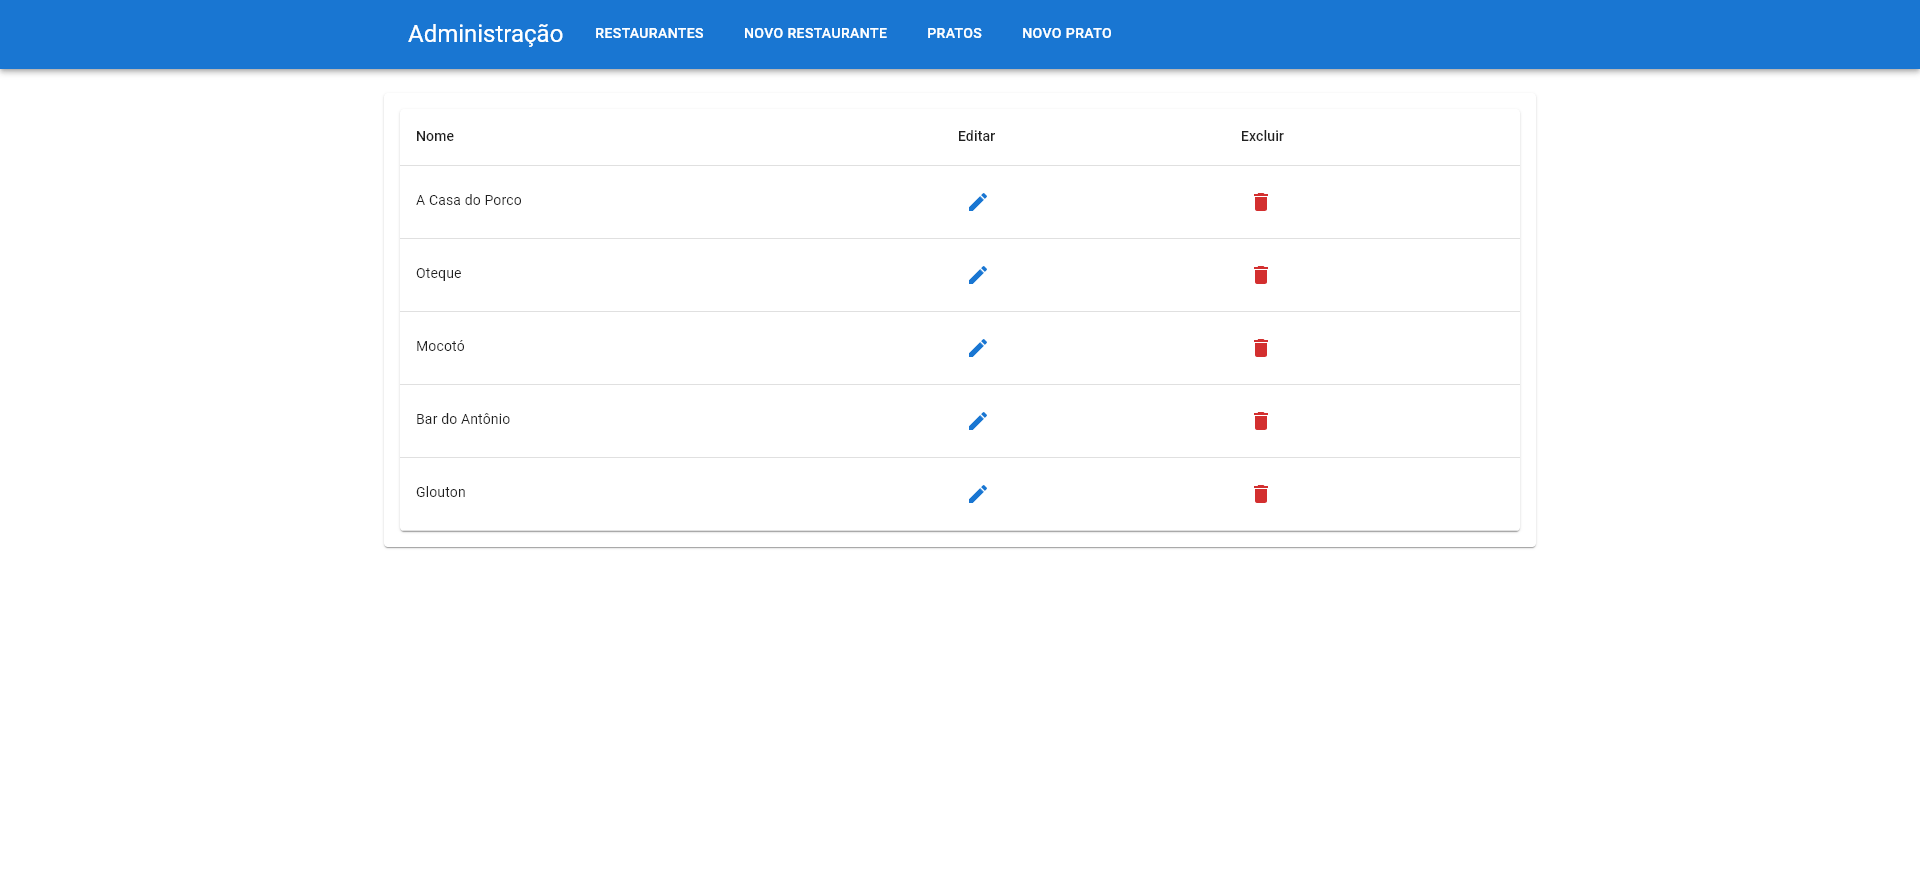 Administração RESTAURANTES NOVO RESTAURANTE PRATOS NOVO PRATO
Nome Editar Excluir
A Casa do Porco
Oteque
Mocotó
Bar do Antônio
Glouton